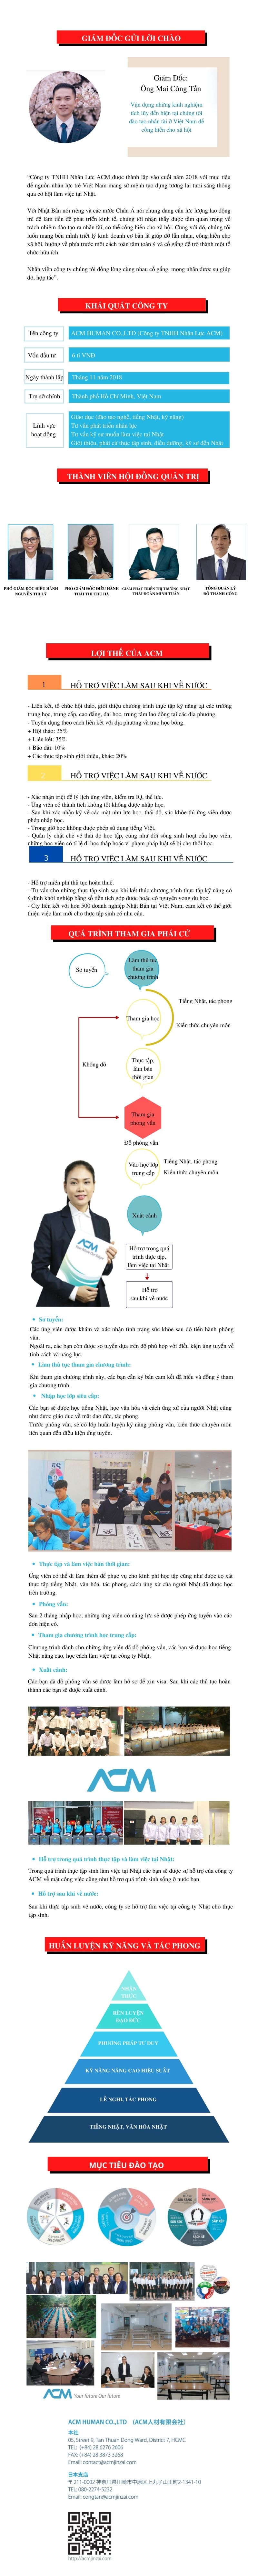 GIÁM ĐỐC GỬI LỜI CHÀO
Giám Đốc:
Ông Mai Công Tấn
Vận dụng những kinh nghiệm
tích lũy đến hiện tại chúng tôi
đào tạo nhân tài ở Việt Nam để
cống hiến cho xã hội
"Công ty TNHH Nhân Lực ACM được thành lập vào cuối năm 2018 với mục tiêu
để nguồn nhân lực trẻ Việt Nam mang sứ mệnh tạo dựng tương lai tươi sáng thông
qua cơ hội làm việc tại Nhật.
Với Nhật Bản nói riêng và các nước Châu Á nói chung đang cần lực lượng lao động
trẻ để làm tiền đề phát triển kinh tế, chúng tôi nhận thấy được tầm quan trọng về
trách nhiệm đào tạo ra nhân tài, có thể cống hiến cho xã hội. Cùng với đó, chúng tôi
luôn mang bên mình triết lý kinh doanh cơ bản là giúp đỡ lẫn nhau, cống hiến cho
xã hội, hướng về phía trước một cách toàn tâm toàn ý và cố gắng để trở thành một tổ
chức hữu ích.
Nhân viên công ty chúng tôi đồng lòng cùng nhau cố gắng, mong nhận được sự giúp
đỡ, hợp tác".
KHÁI QUÁT CÔNG TY
Tên công ty
ACM HUMAN CO.,LTD (Công ty TNHH Nhân Lực ACM)
Vốn đầu tư
6 tỉ VNĐ
Ngày thành lập
Tháng 11 năm 2018
Trụ sở chính
Thành phố Hồ Chí Minh, Việt Nam
Lĩnh vực
hoạt động
Giáo dục (đào tạo nghề, tiếng Nhật, kỹ năng)
Tư vấn phát triển nhân lực
Tư vấn kỹ sư muốn làm việc tại Nhật
Giới thiệu, phái cử thực tập sinh, điều dưỡng, kỹ sư đến Nhật
THÀNH VIÊN HỘI ĐỒNG QUẢN TRỊ
PHÓ GIÁM ĐỐC ĐIỀU HÀNH
NGUYỄN THỊ LÝ
PHÓ GIÁM ĐỐC ĐIỀU HÀNH
THÁI THỊ THU HÀ
GIÁM PHÁT TRIỂN THỊ TRƯỜNG NHẬT
THÁI ĐOÀN MINH TUẤN
TỔNG QUẢN LÝ
ĐỖ THÀNH CÔNG
LỢI THẾ CỦA ACM
1
HỖ TRỢ VIỆC LÀM SAU KHI VỀ NƯỚC
- Liên kết, tổ chức hội thảo, giới thiệu chương trình thực tập kỹ năng tại các trường
trung học, trung cấp, cao đẳng, đại học, trung tâm lao động tại các địa phương.
- Tuyển dụng theo cách liên kết với địa phương và trao học bổng.
+ Hội thảo: 35%
+ Liên kết: 35%
+ Báo đài: 10%
+ Các thực tập sinh giới thiệu, khác: 20%
2
HỖ TRỢ VIỆC LÀM SAU KHI VỀ NƯỚC
- Xác nhận triệt để lý lịch ứng viên, kiểm tra IQ, thể lực.
- Ứng viên có thành tích không tốt không được nhập học.
- Sau khi xác nhận kỹ về các mặt như lực học, thái độ, sức khỏe thì ứng viên được
phép nhập học.
- Trong giờ học không được phép sử dụng tiếng Việt.
- Quản lý chặt chẽ về thái độ học tập, cũng như đời sống sinh hoạt của học viên,
những học viên có tỉ lệ đi học thấp hoặc vi phạm pháp luật sẽ bị cho thôi học.
3
HỖ TRỢ VIỆC LÀM SAU KHI VỀ NƯỚC
- Hỗ trợ miễn phí thủ tục hoàn thuế.
- Tư vấn cho những thực tập sinh sau khi kết thúc chương trình thực tập kỹ năng có
ý định khởi nghiệp bằng số tiền tích góp được hoặc có nguyện vọng du học.
- Cty liên kết với hơn 500 doanh nghiệp Nhật Bản tại Việt Nam, cam kết có thể giới
thiệu việc làm mới cho thực tập sinh có nhu cầu.
QUÁ TRÌNH THAM GIA PHÁI CỬ
Sơ tuyển
Làm thủ tục
tham gia
chương trình
Tiếng Nhật, tác phong
Tham gia học
Kiến thức chuyên môn
Không đỗ
Thực tập,
làm bán
thời gian
Tham gia
phỏng vấn
Đỗ phỏng vấn
Vào học lớp
trung cấp
Tiếng Nhật, tác phong
Kiến thức chuyên môn
Xuất cảnh
ACM
Hỗ trợ trong quá
trình thực tập,
làm việc tại Nhật
Hỗ trợ
sau khi về nước
• Sơ tuyển:
Các ứng viên được khám và xác nhận tình trạng sức khỏe sau đó tiến hành phỏng
vấn.
Ngoài ra, các bạn còn được sơ tuyển dựa trên độ phù hợp với điều kiện ứng tuyển về
tính cách và năng lực.
• Làm thủ tục tham gia chương trình:
Khi tham gia chương trình này, các bạn cần ký bản cam kết đã hiểu và đồng ý tham
gia chương trình.
• Nhập học lớp siêu cấp:
Các bạn sẽ được học tiếng Nhật, học văn hóa và cách ứng xử của người Nhật cũng
như được giáo dục về mặt đạo đức, tác phong.
Trước phỏng vấn, sẽ có lớp huấn luyện kỹ năng phỏng vấn, kiến thức chuyên môn
liên quan đến điều kiện ứng tuyển.
5S
• Thực tập và làm việc bán thời gian:
Ứng viên có thể đi làm thêm để phục vụ cho kinh phí học tập cũng như được cọ xát
thực tập tiếng Nhật, văn hóa, tác phong, cách ứng xử của người Nhật đã được học
trên trường.
• Phỏng vấn:
Sau 2 tháng nhập học, những ứng viên có năng lực sẽ được phép ứng tuyển vào các
đơn hiện có.
• Tham gia chương trình học trung cấp:
Chương trình dành cho những ứng viên đã đỗ phỏng vấn, các bạn sẽ được học tiếng
Nhật nâng cao, học cách làm việc tại công ty Nhật.
• Xuất cảnh:
Các bạn đã đỗ phỏng vấn sẽ được làm hồ sơ để xin visa. Sau khi các thủ tục hoàn
thành các bạn sẽ được xuất cảnh.
ACM
• Hỗ trợ trong quá trình thực tập và làm việc tại Nhật:
Trong quá trình thực tập sinh làm việc tại Nhật các bạn sẽ được sự hỗ trợ của công ty
ACM về mặt công việc cũng như hỗ trợ quá trình sinh sống ở nước bạn.
• Hỗ trợ sau khi về nước:
Sau khi thực tập sinh về nước, công ty sẽ hỗ trợ tìm việc tại công ty Nhật cho thực
tập sinh.
HUẤN LUYỆN KỸ NĂNG VÀ TÁC PHONG
NHẬN
THỨC
RÈN LUYỆN
ĐẠO ĐỨC
PHƯƠNG PHÁP TƯ DUY
KỸ NĂNG NÂNG CAO HIỆU SUẤT
LỄ NGHI, TÁC PHONG
TIẾNG NHẬT, VĂN HÓA NHẬT
MỤC TIÊU ĐÀO TẠO
ACM Your future Our future
ACM HUMAN CO.,LTD (ACM人材有限会社)
本社
05, Street 9, Tan Thuan Dong Ward, District 7, HCMC
TEL: (+84) 28 6276 2606
FAX: (+84) 28 3873 3268
Email: contact@acmjinzai.com
日本支店
〒211-0002 神奈川県川崎市中原区上丸子山王町2-1341-10
TEL: 080-2274-5232
Email: congtan@acmjinzai.com
http://acmjinzai.com